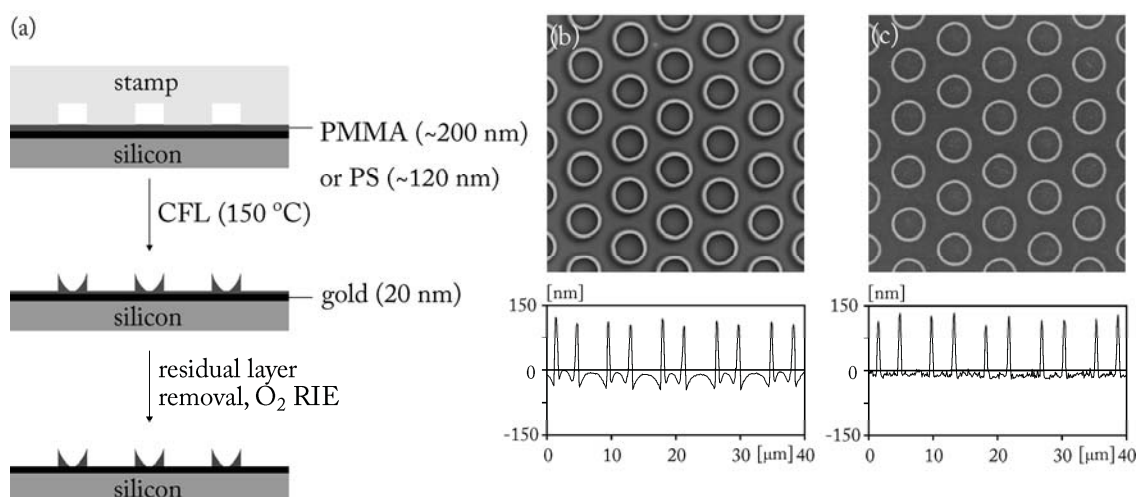 (a)
stamp
PMMA (~200 nm)
silicon
or PS (~120 nm)
CFL (150 °C)
gold (20 nm)
silicon
residual layer
removal, O₂ RIE
silicon
(b)
[nm]
150
0
-150
0 10 20 30 [µm] 40
(c)
[nm]
150
0
-150
0 10 20 30 [µm] 40